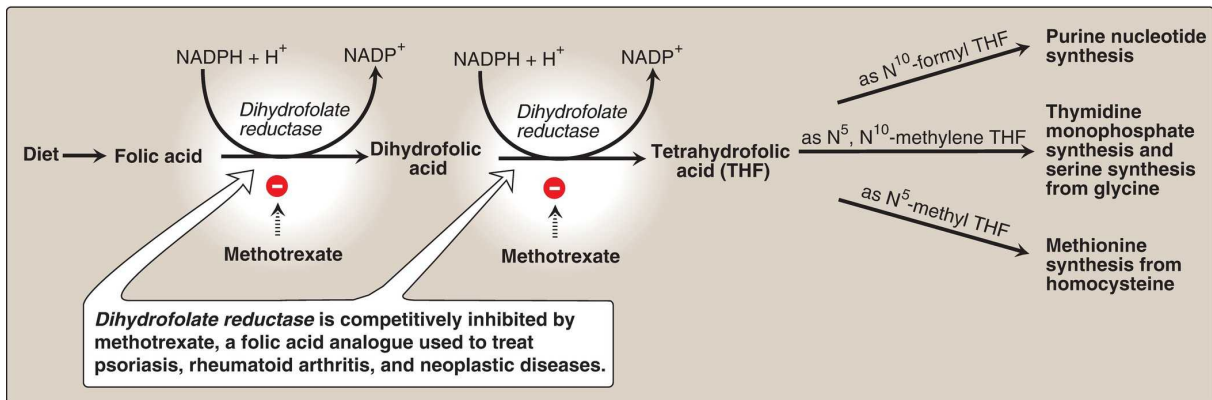 NADPH + H⁺
NADP⁺
Dihydrofolate
reductase
NADPH + H⁺
NADP⁺
Dihydrofolate
reductase
Diet
Folic acid
Dihydrofolic
acid
Tetrahydrofolic
acid (THF)
Methotrexate
Methotrexate
as N¹⁰-formyl THF
Purine nucleotide
synthesis
as N⁵, N¹⁰-methylene THF
Thymidine
monophosphate
synthesis and
serine synthesis
from glycine
as N⁵-methyl THF
Methionine
synthesis from
homocysteine
Dihydrofolate reductase is competitively inhibited by
methotrexate, a folic acid analogue used to treat
psoriasis, rheumatoid arthritis, and neoplastic diseases.